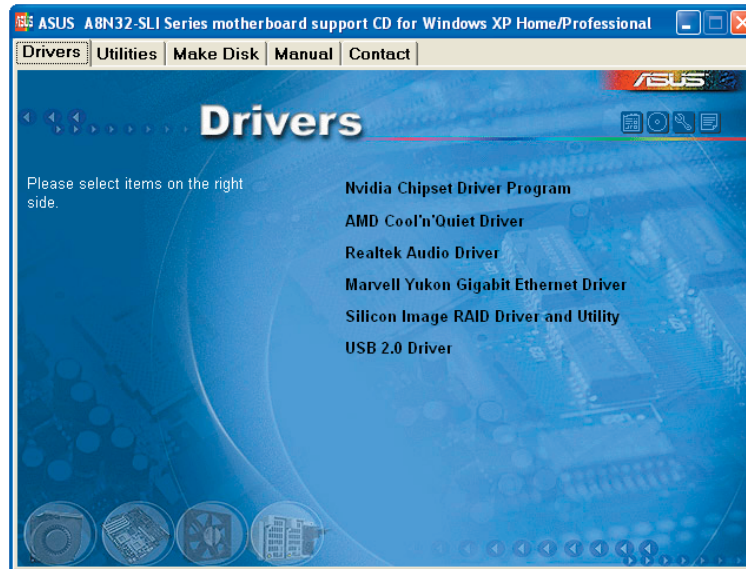 ASUS A8N32-SLI Series motherboard support CD for Windows XP Home/Professional
Drivers Utilities Make Disk Manual Contact
ASUS
Drivers
Please select items on the right
side.
Nvidia Chipset Driver Program
AMD Cool'n'Quiet Driver
Realtek Audio Driver
Marvell Yukon Gigabit Ethernet Driver
Silicon Image RAID Driver and Utility
USB 2.0 Driver